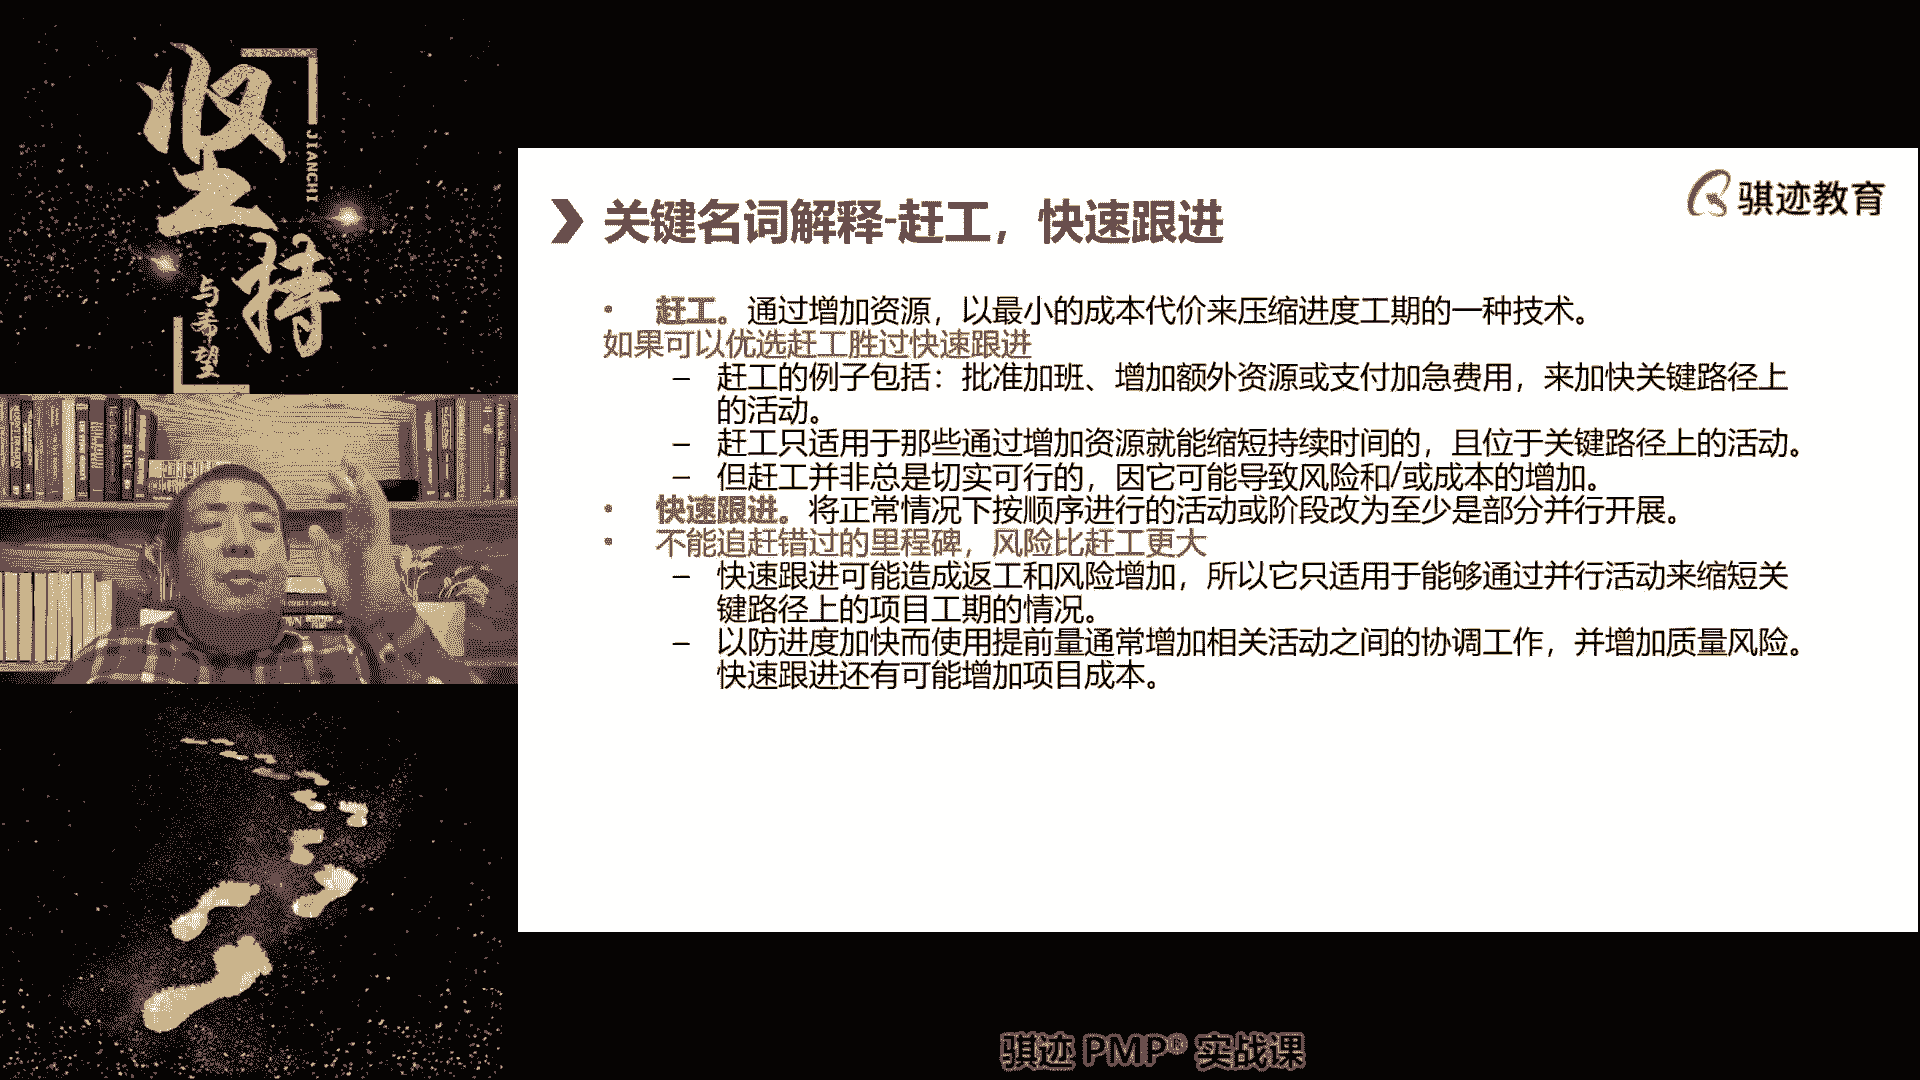 坚持
JIANCHI
与希望
骐迹教育
关键名词解释-赶工，快速跟进
• 赶工。通过增加资源，以最小的成本代价来压缩进度工期的一种技术。
如果可以优选赶工胜过快速跟进
– 赶工的例子包括：批准加班、增加额外资源或支付加急费用，来加快关键路径上
的活动。
– 赶工只适用于那些通过增加资源就能缩短持续时间的，且位于关键路径上的活动。
– 但赶工并非总是切实可行的，因它可能导致风险和/或成本的增加。
• 快速跟进。将正常情况下按顺序进行的活动或阶段改为至少是部分并行开展。
• 不能追赶错过的里程碑，风险比赶工更大
– 快速跟进可能造成返工和风险增加，所以它只适用于能够通过并行活动来缩短关
键路径上的项目工期的情况。
– 以防进度加快而使用提前量通常增加相关活动之间的协调工作，并增加质量风险。
快速跟进还有可能增加项目成本。
骐迹 PMP® 实战课